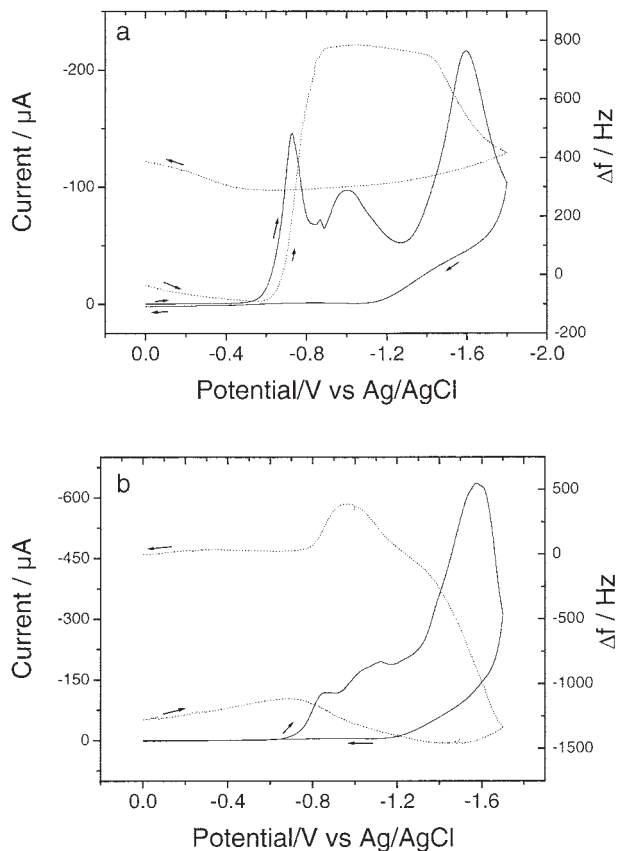 a
Current / µA
-200
-100
0
Δf / Hz
800
600
400
200
0
-200
0.0 -0.4 -0.8 -1.2 -1.6 -2.0
Potential/V vs Ag/AgCl
b
Current / µA
-600
-450
-300
-150
0
Δf / Hz
500
0
-500
-1000
-1500
0.0 -0.4 -0.8 -1.2 -1.6
Potential/V vs Ag/AgCl